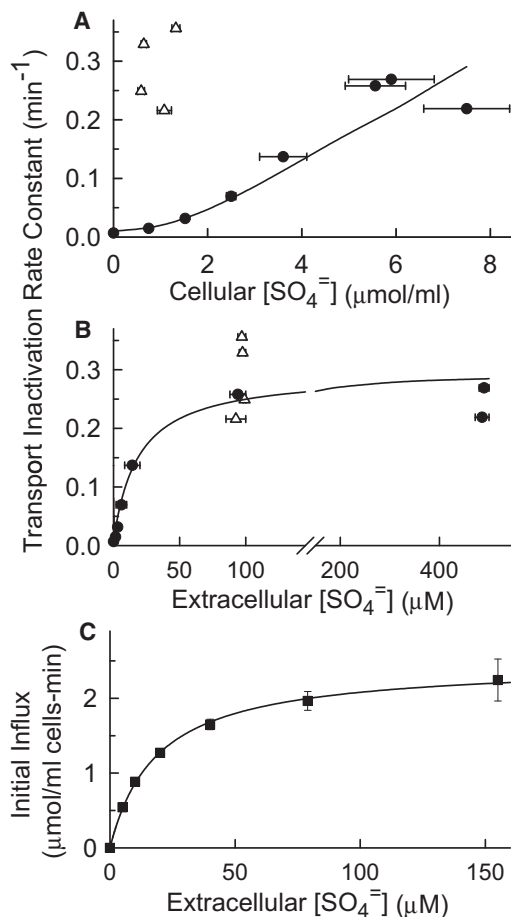 A
0.3
0.2
0.1
0.0
0 2 4 6 8
Cellular [SO4=] (μmol/ml)
Transport Inactivation Rate Constant (min-1)
B
0.3
0.2
0.1
0.0
0 50 100 200 400
Extracellular [SO4=] (μM)
C
2
1
0
0 50 100 150
Initial Influx
(μmol/ml cells-min)
Extracellular [SO4=] (μM)